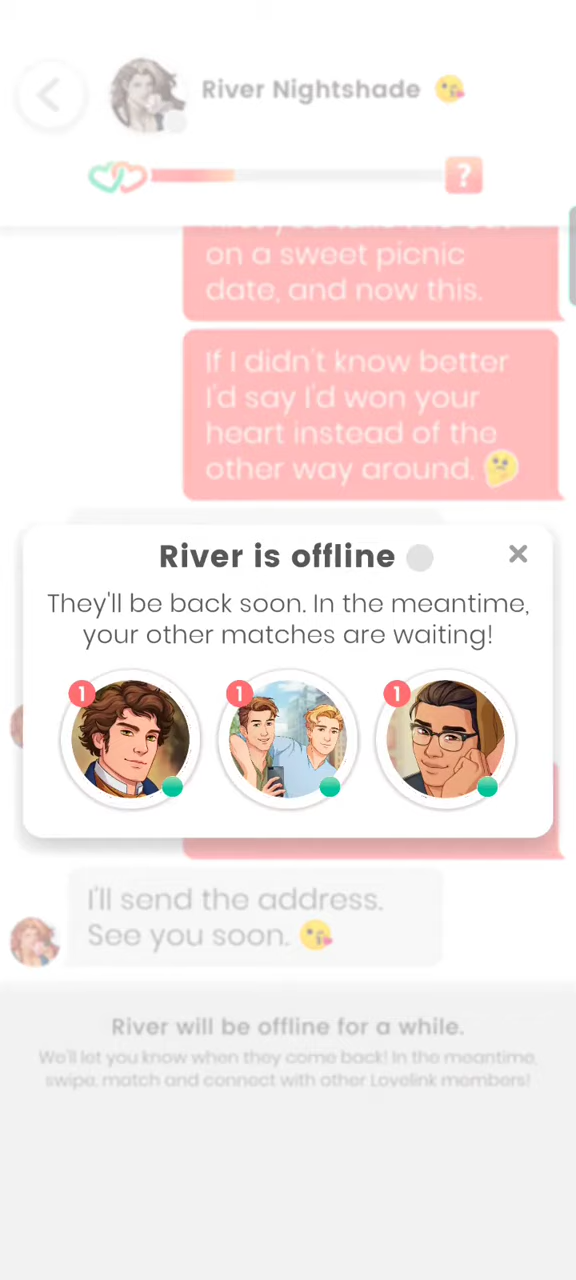 River Nightshade 😘
?
on a sweet picnic
date, and now this.
If I didn't know better
I'd say I'd won your
heart instead of the
other way around. 🤔
River is offline
They'll be back soon. In the meantime,
your other matches are waiting!
1
1
1
I'll send the address.
See you soon. 😘
River will be offline for a while.
We'll let you know when they come back! In the meantime,
swipe, match and connect with other Lovelink members!